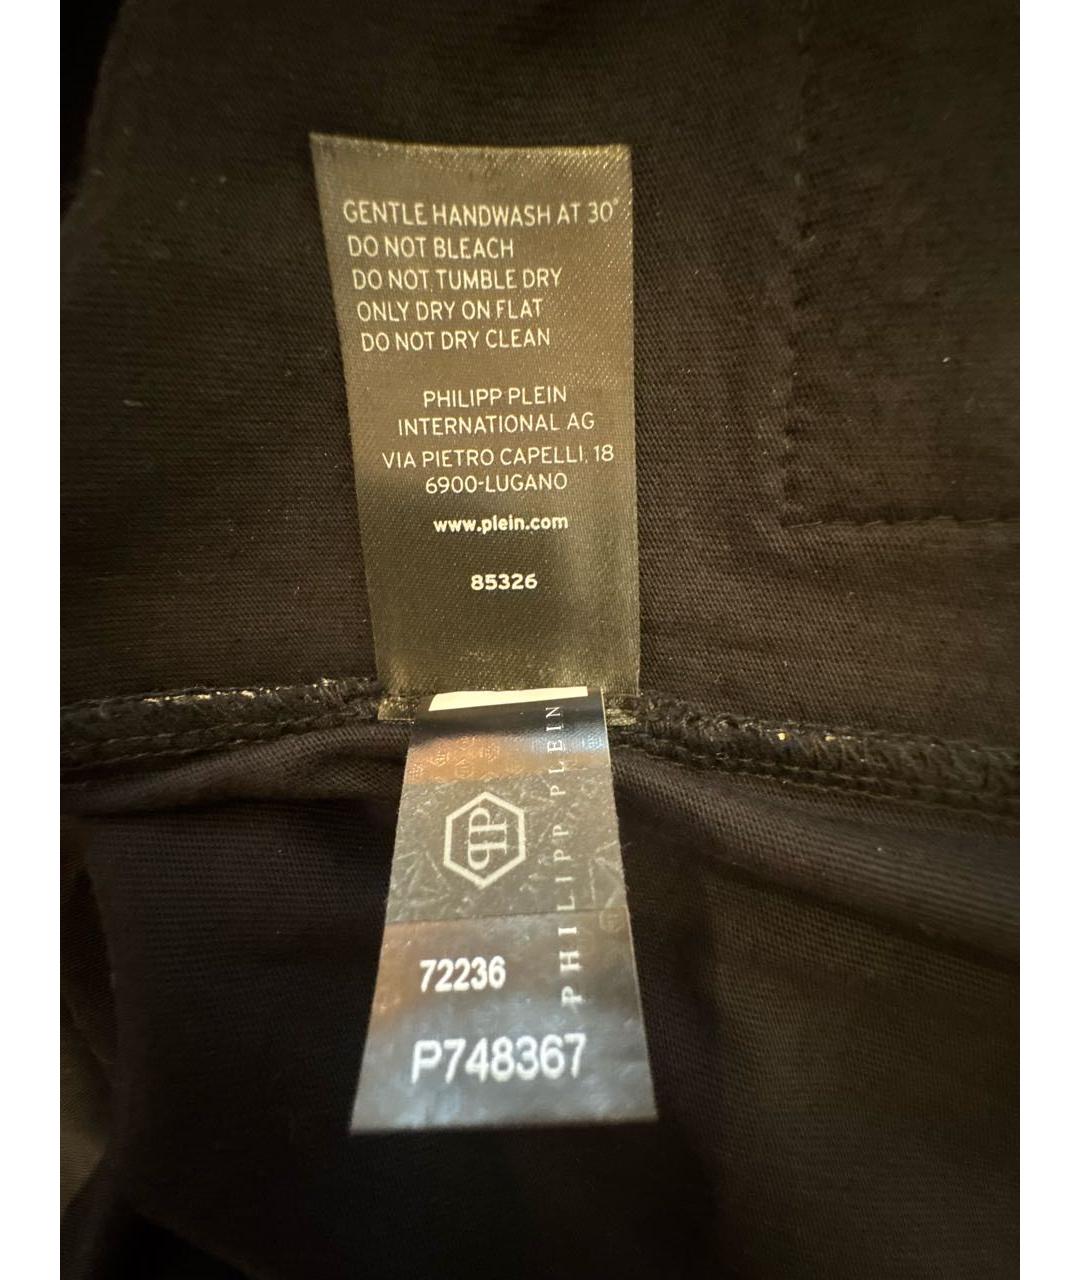 GENTLE HANDWASH AT 30°
DO NOT BLEACH
DO NOT TUMBLE DRY
ONLY DRY ON FLAT
DO NOT DRY CLEAN
PHILIPP PLEIN
INTERNATIONAL AG
VIA PIETRO CAPELLI, 18
6900-LUGANO
www.plein.com
85326
PHILIPP PLEIN
PP
72236
P748367